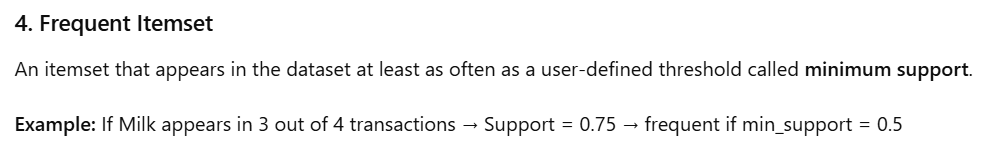 4. Frequent Itemset
An itemset that appears in the dataset at least as often as a user-defined threshold called minimum support.
Example: If Milk appears in 3 out of 4 transactions → Support = 0.75 → frequent if min_support = 0.5